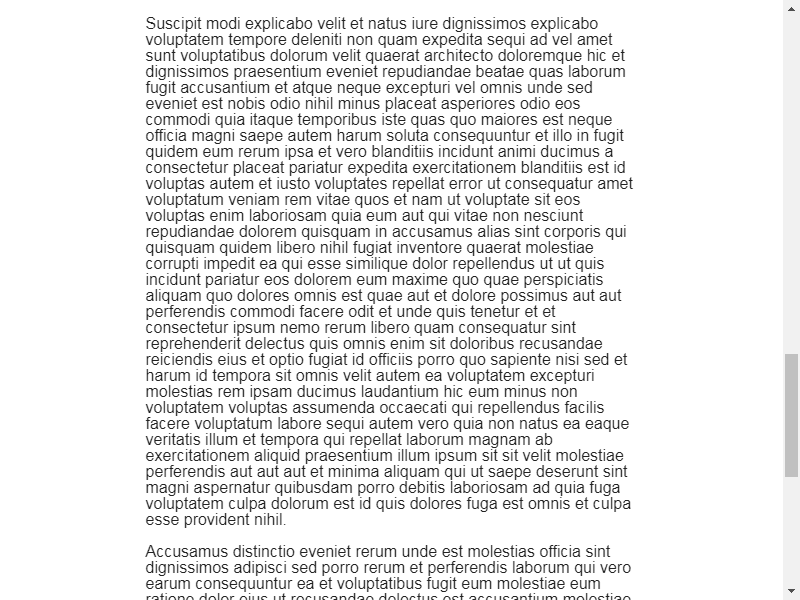 Suscipit modi explicabo velit et natus iure dignissimos explicabo
voluptatem tempore deleniti non quam expedita sequi ad vel amet
sunt voluptatibus dolorum velit quaerat architecto doloremque hic et
dignissimos praesentium eveniet repudiandae beatae quas laborum
fugit accusantium et atque neque excepturi vel omnis unde sed
eveniet est nobis odio nihil minus placeat asperiores odio eos
commodi quia itaque temporibus iste quas quo maiores est neque
officia magni saepe autem harum soluta consequuntur et illo in fugit
quidem eum rerum ipsa et vero blanditiis incidunt animi ducimus a
consectetur placeat pariatur expedita exercitationem blanditiis est id
voluptas autem et iusto voluptates repellat error ut consequatur amet
voluptatum veniam rem vitae quos et nam ut voluptate sit eos
voluptas enim laboriosam quia eum aut qui vitae non nesciunt
repudiandae dolorem quisquam in accusamus alias sint corporis qui
quisquam quidem libero nihil fugiat inventore quaerat molestiae
corrupti impedit ea qui esse similique dolor repellendus ut ut quis
incidunt pariatur eos dolorem eum maxime quo quae perspiciatis
aliquam quo dolores omnis est quae aut et dolore possimus aut aut
perferendis commodi facere odit et unde quis tenetur et et
consectetur ipsum nemo rerum libero quam consequatur sint
reprehenderit delectus quis omnis enim sit doloribus recusandae
reiciendis eius et optio fugiat id officiis porro quo sapiente nisi sed et
harum id tempora sit omnis velit autem ea voluptatem excepturi
molestias rem ipsam ducimus laudantium hic eum minus non
voluptatem voluptas assumenda occaecati qui repellendus facilis
facere voluptatum labore sequi autem vero quia non natus ea eaque
veritatis illum et tempora qui repellat laborum magnam ab
exercitationem aliquid praesentium illum ipsum sit sit velit molestiae
perferendis aut aut aut et minima aliquam qui ut saepe deserunt sint
magni aspernatur quibusdam porro debitis laboriosam ad quia fuga
voluptatem culpa dolorum est id quis dolores fuga est omnis et culpa
esse provident nihil.
Accusamus distinctio eveniet rerum unde est molestias officia sint
dignissimos adipisci sed porro rerum et perferendis laborum qui vero
earum consequuntur ea et voluptatibus fugit eum molestiae eum
ratione dolor eius ut recusandae delectus est accusantium molestiae